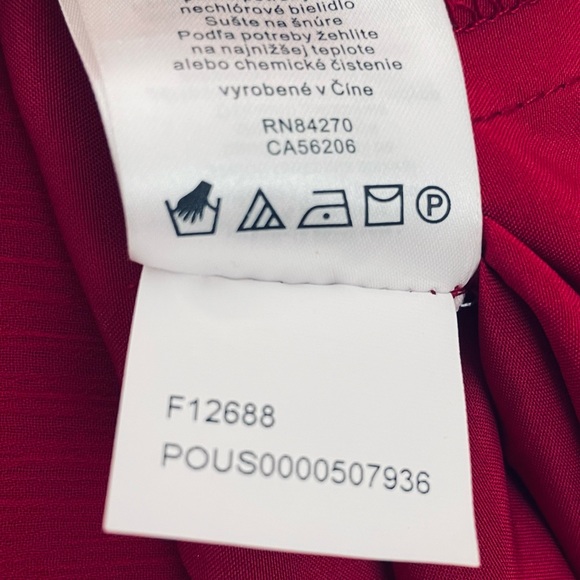 nechlórové bielidlo
Sušte na šnúre
Podľa potreby žehlite
na najnižšej teplote
alebo chemické čistenie
vyrobené v Číne
RN84270
CA56206
P
F12688
POUS0000507936